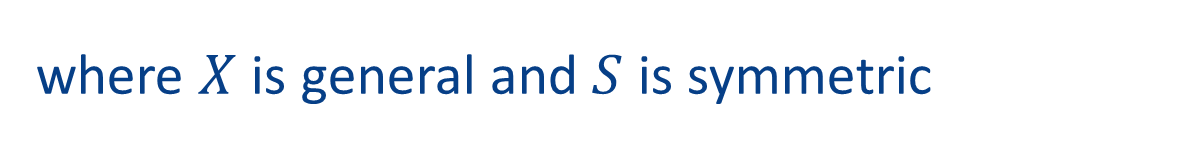 where X is general and S is symmetric